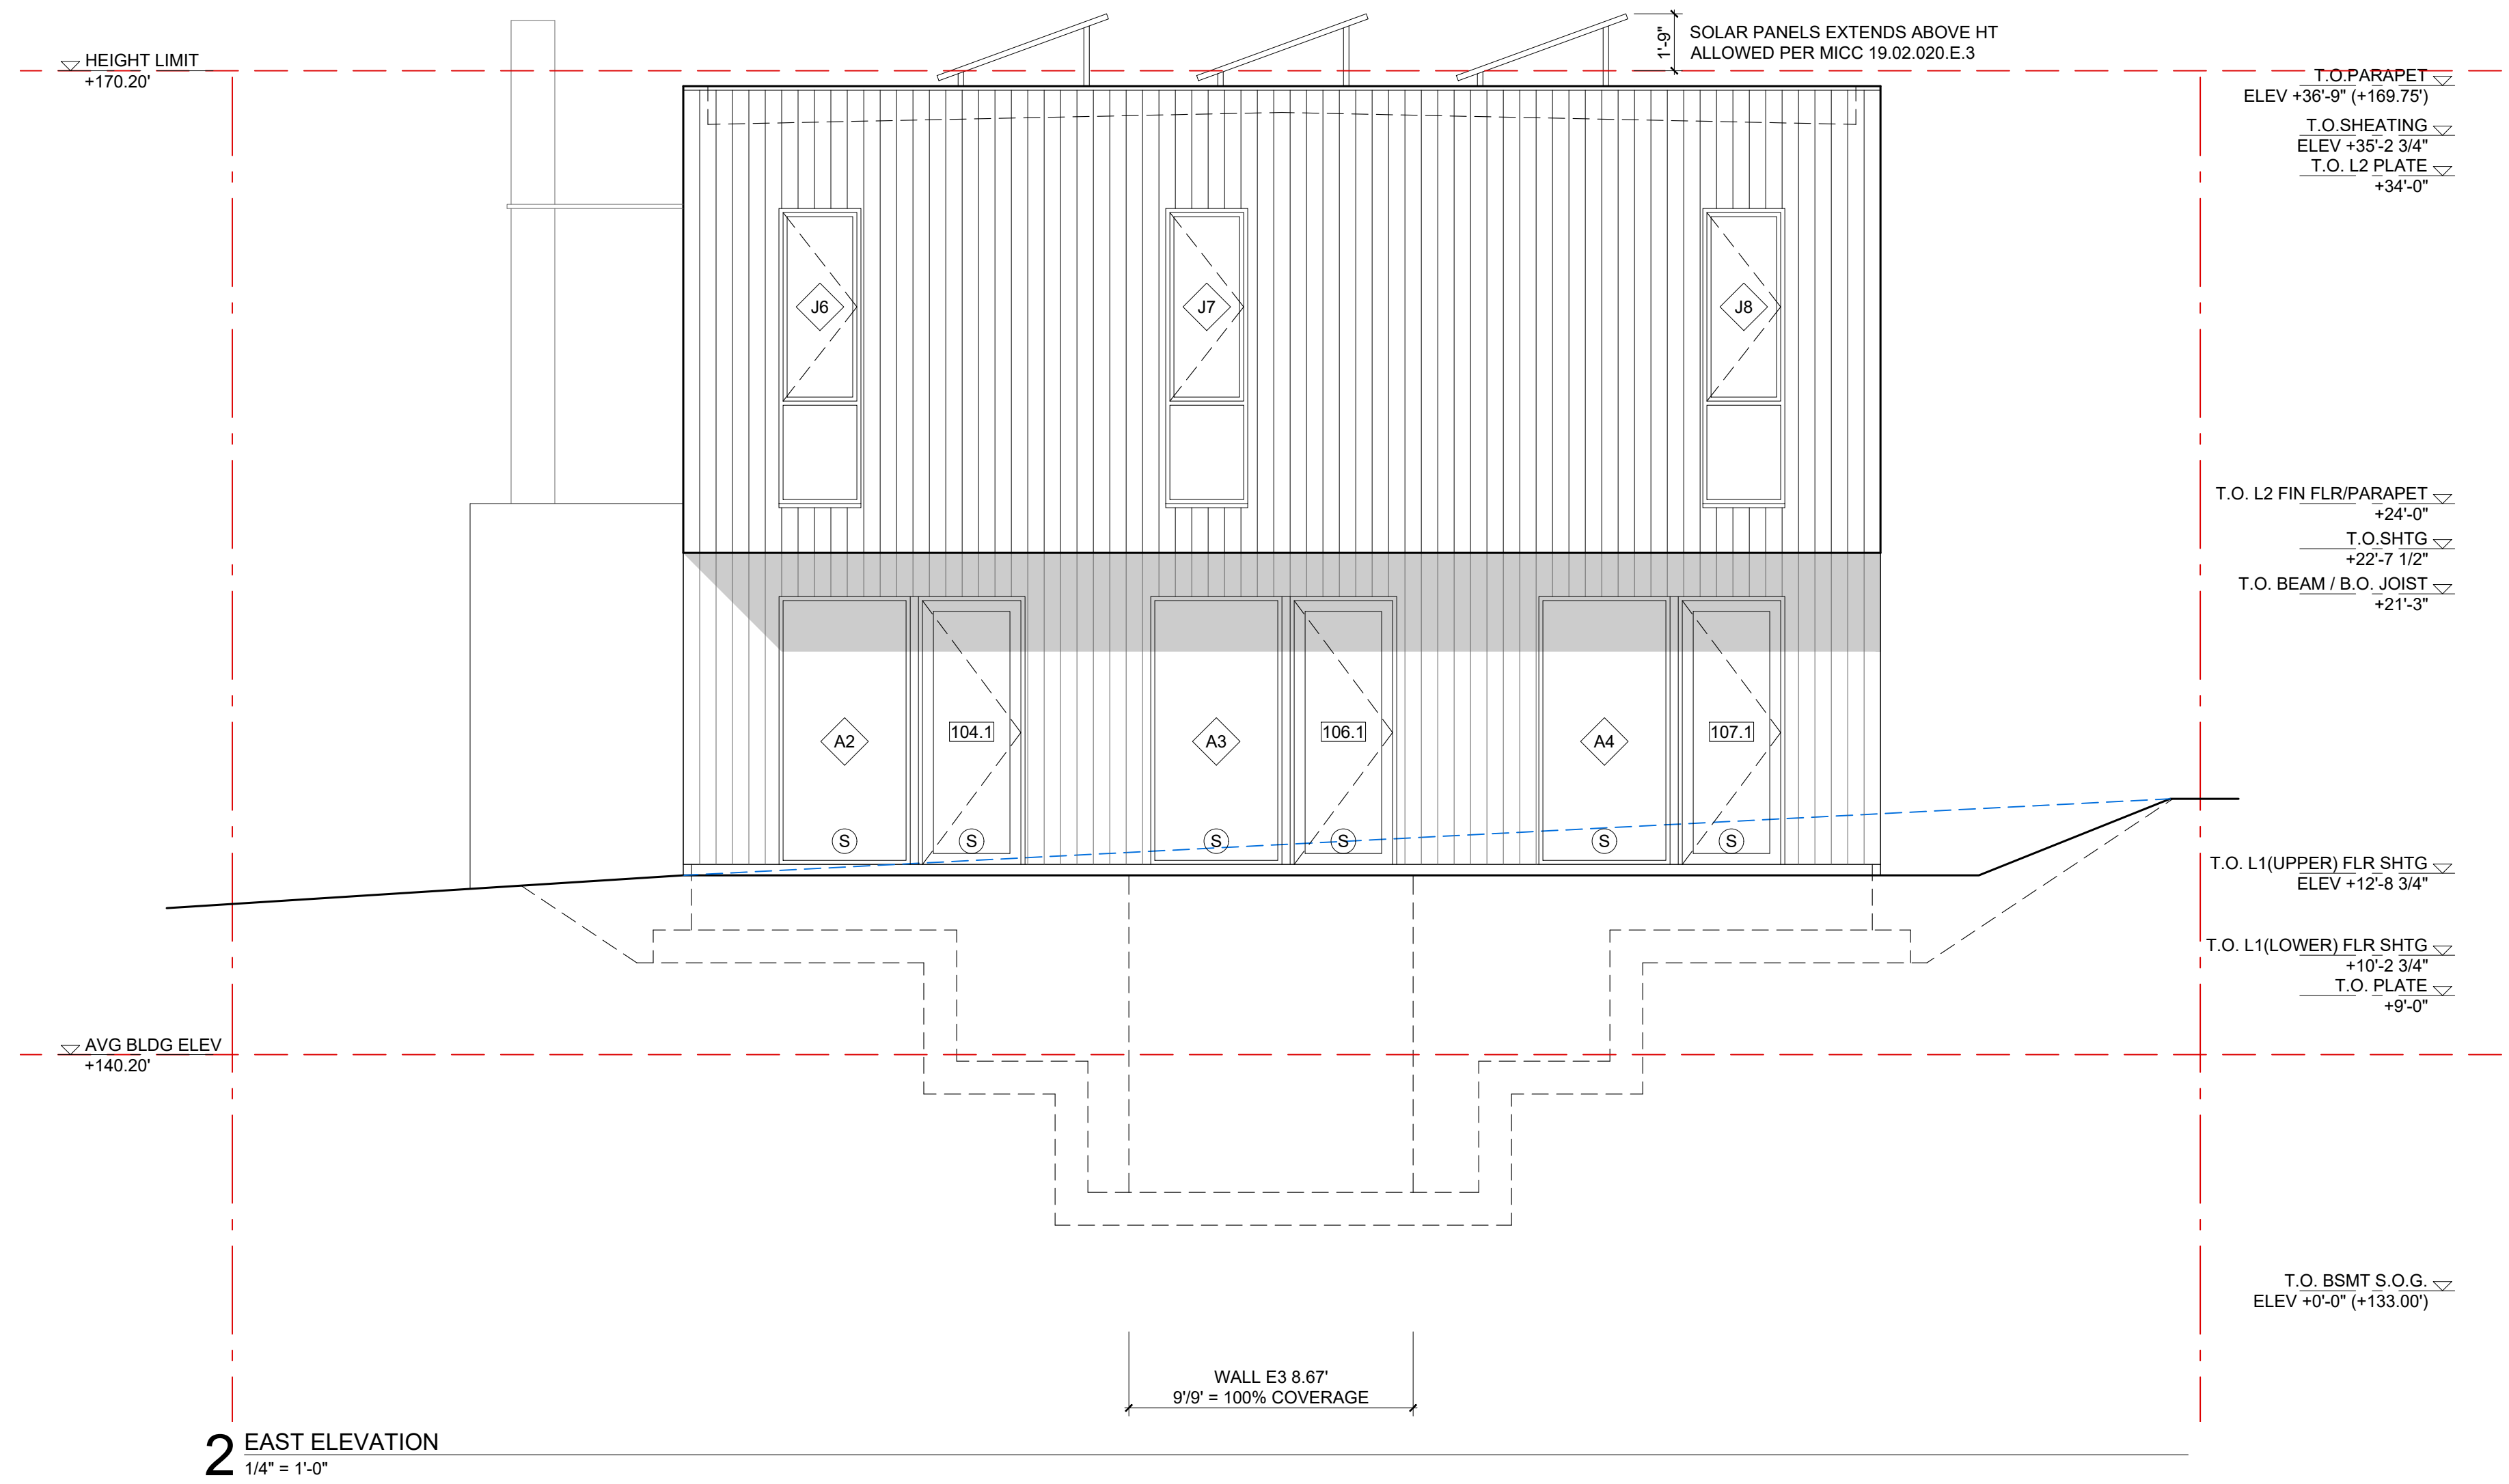 HEIGHT LIMIT
+170.20'
1'-9"
SOLAR PANELS EXTENDS ABOVE HT
ALLOWED PER MICC 19.02.020.E.3
T.O.PARAPET
ELEV +36'-9" (+169.75')
T.O.SHEATING
ELEV +35'-2 3/4"
T.O. L2 PLATE
+34'-0"
J6
J7
J8
T.O. L2 FIN FLR/PARAPET
+24'-0"
T.O.SHTG
+22'-7 1/2"
T.O. BEAM / B.O. JOIST
+21'-3"
A2
104.1
A3
106.1
A4
107.1
S
S
S
S
S
S
T.O. L1(UPPER) FLR SHTG
ELEV +12'-8 3/4"
T.O. L1(LOWER) FLR SHTG
+10'-2 3/4"
T.O. PLATE
+9'-0"
AVG BLDG ELEV
+140.20'
T.O. BSMT S.O.G.
ELEV +0'-0" (+133.00')
WALL E3 8.67'
9'/9' = 100% COVERAGE
2
EAST ELEVATION
1/4" = 1'-0"